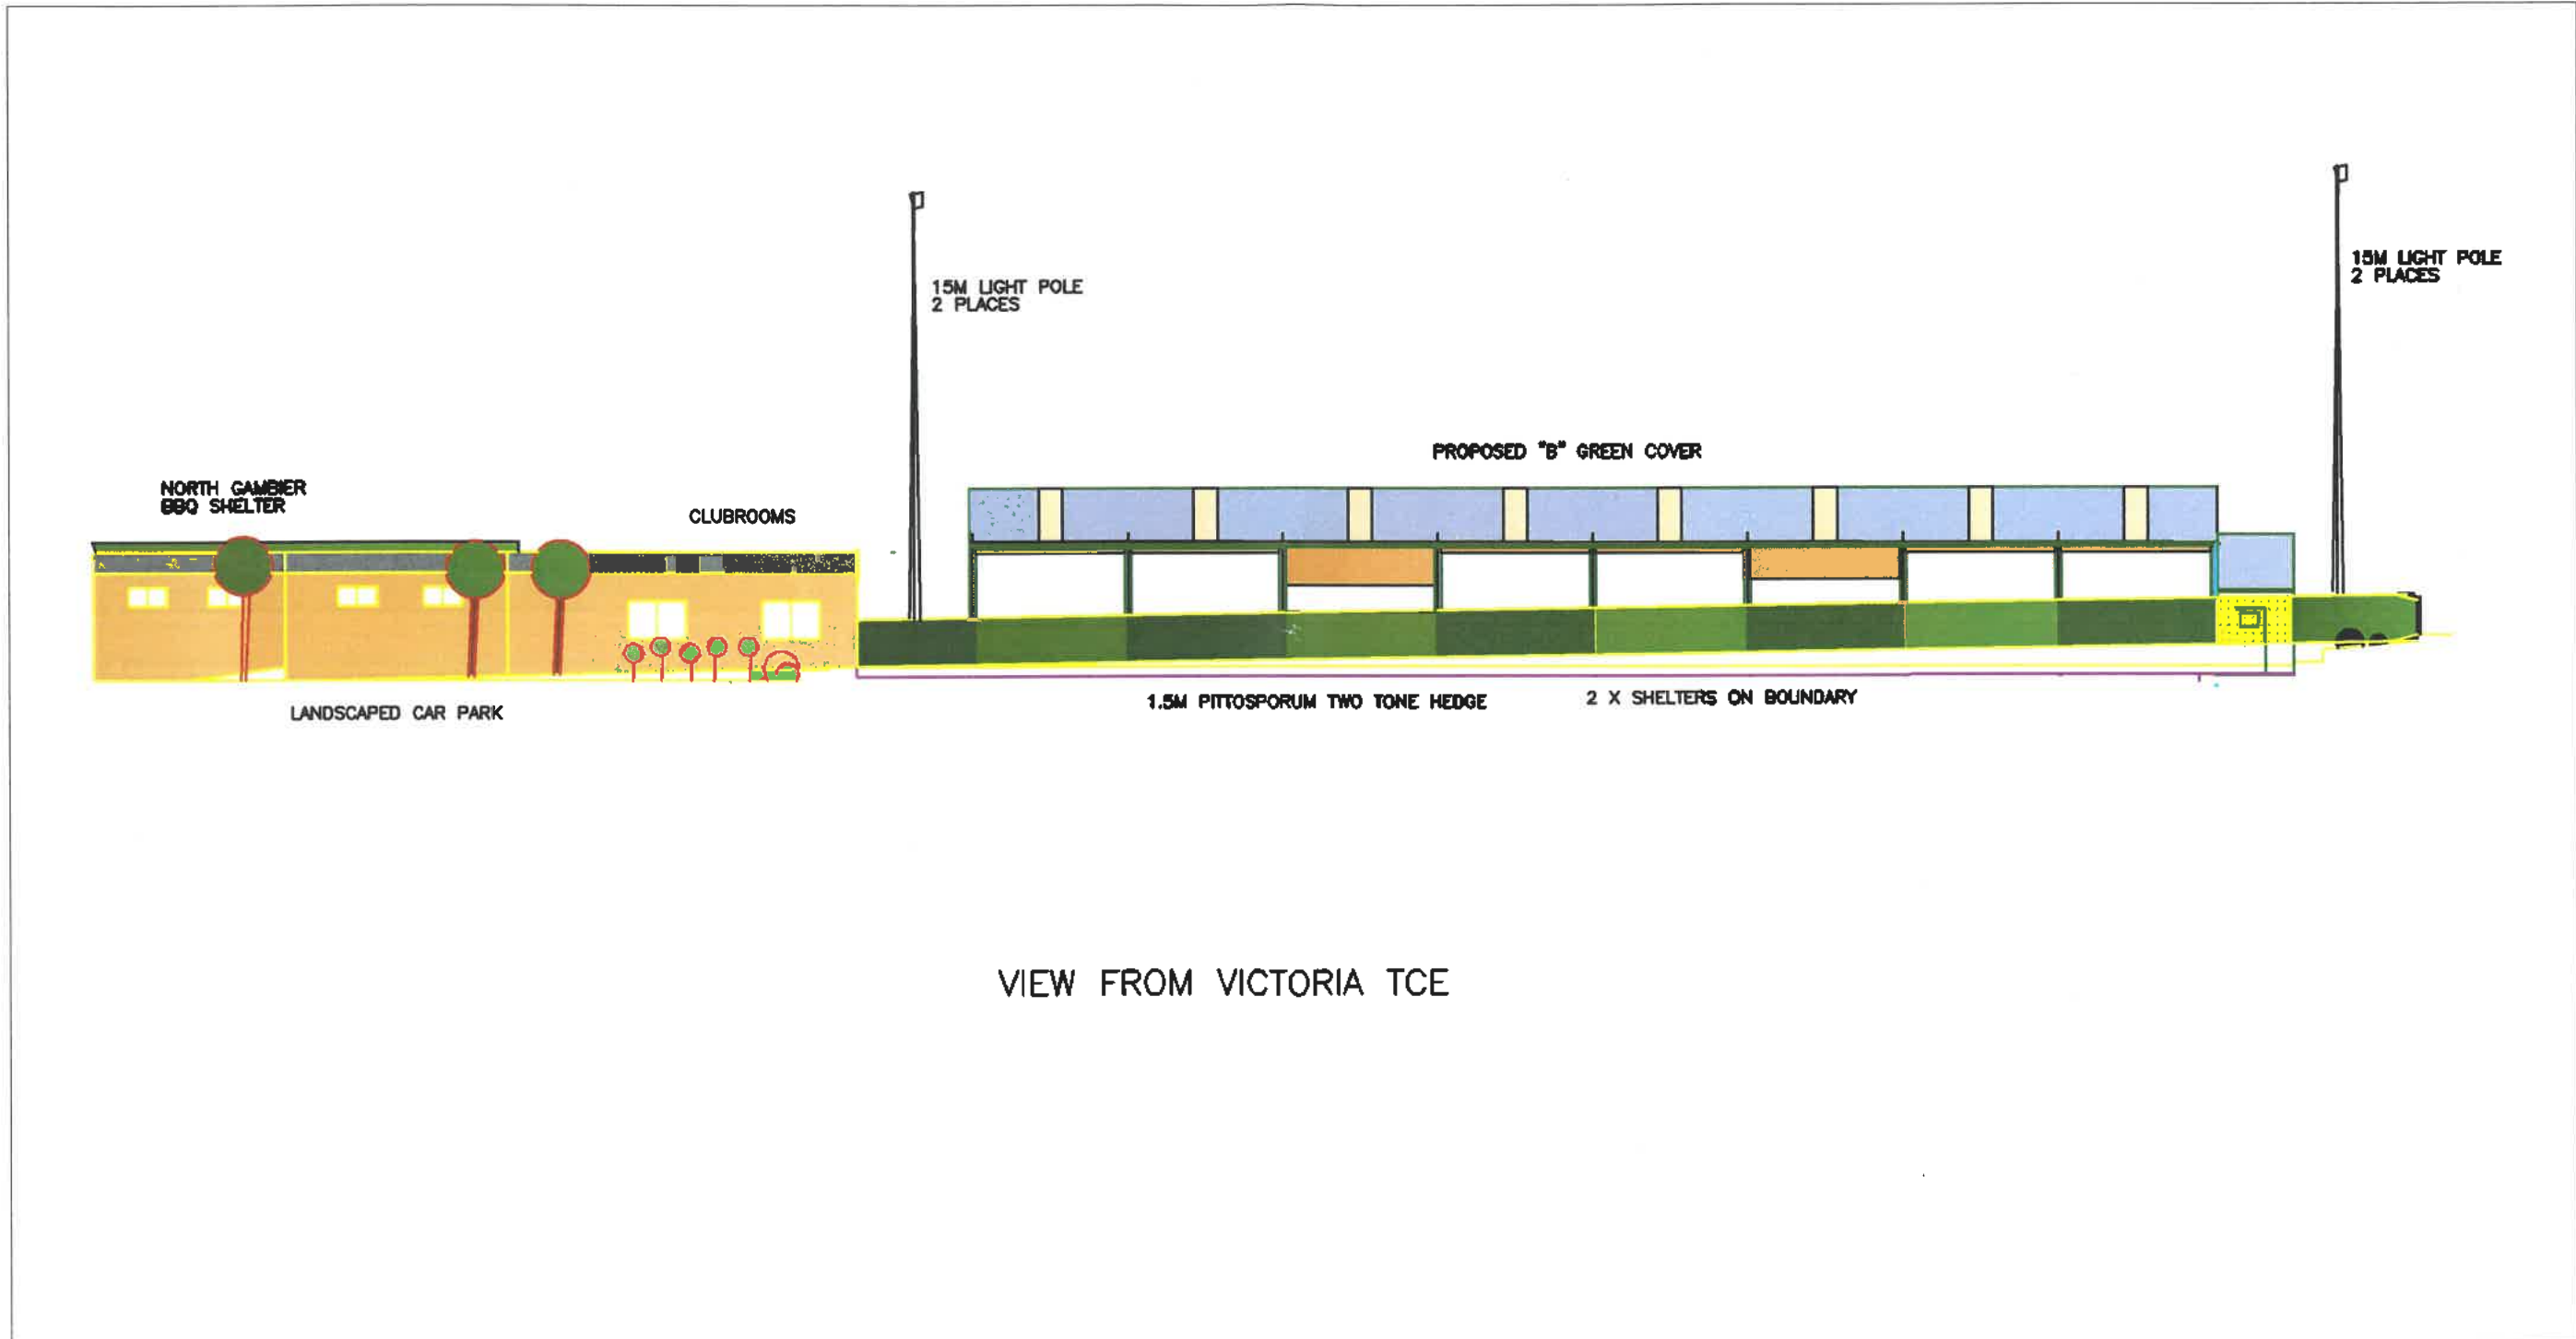 15M LIGHT POLE
2 PLACES
15M LIGHT POLE
2 PLACES
PROPOSED "B" GREEN COVER
NORTH GAMBIER
BBQ SHELTER
CLUBROOMS
LANDSCAPED CAR PARK
1.5M PITTOSPORUM TWO TONE HEDGE
2 X SHELTERS ON BOUNDARY
VIEW FROM VICTORIA TCE